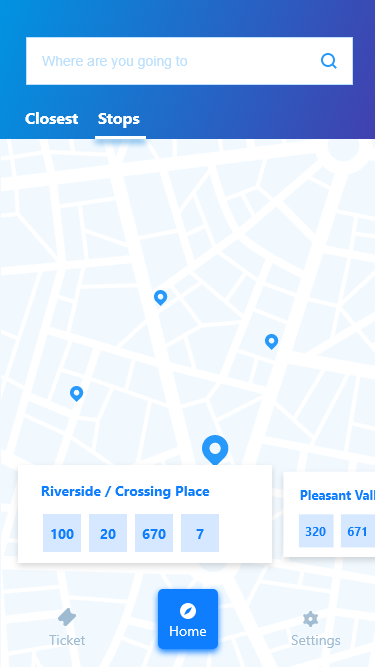 Where are you going to
Closest Stops
Riverside / Crossing Place
100 20 670 7
Pleasant Vall
320 671
Ticket
Home
Settings